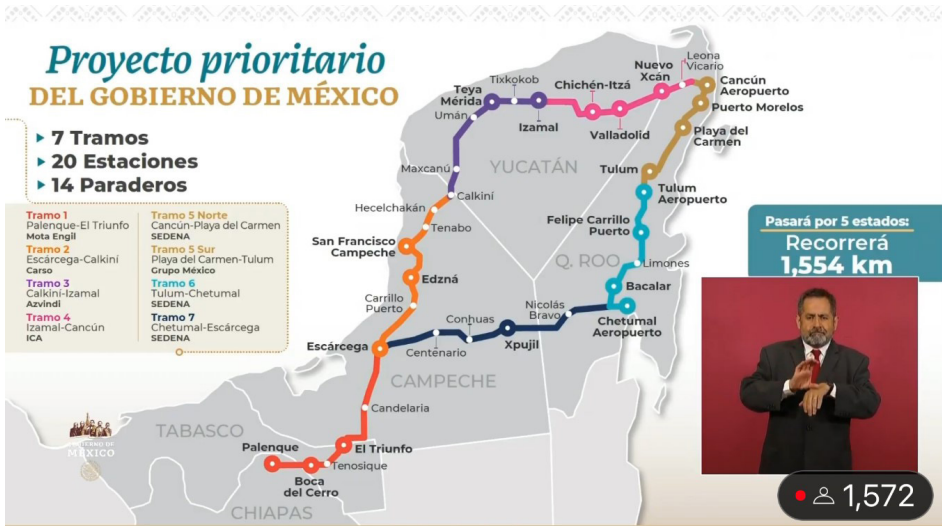 Proyecto prioritario
DEL GOBIERNO DE MÉXICO
7 Tramos
20 Estaciones
14 Paraderos
Tramo 1
Palenque-El Triunfo
Mota Engil
Tramo 2
Escárcega-Calkiní
Carso
Tramo 3
Calkiní-Izamal
Azvindi
Tramo 4
Izamal-Cancún
ICA
Tramo 5 Norte
Cancún-Playa del Carmen
SEDENA
Tramo 5 Sur
Playa del Carmen-Tulum
Grupo México
Tramo 6
Tulum-Chetumal
SEDENA
Tramo 7
Chetumal-Escárcega
SEDENA
Leona
Vicario
Nuevo
Xcán
Cancún
Aeropuerto
Puerto Morelos
Playa del
Carmen
Tixkokob
Chichén-Itzá
Teya
Mérida
Umán
Izamal
Valladolid
YUCATÁN
Maxcanú
Tulum
Tulum
Aeropuerto
Calkiní
Hecelchakán
Tenabo
Felipe Carrillo
Puerto
San Francisco
Campeche
Q. ROO
Limones
Edzná
Bacalar
Carrillo
Puerto
Nicolás
Bravo
Chetumal
Aeropuerto
Conhuas
Xpujil
Escárcega
Centenario
CAMPECHE
Candelaria
TABASCO
Palenque
El Triunfo
Tenosique
Boca
del Cerro
CHIAPAS
Pasará por 5 estados:
Recorrerá
1,554 km
GOBIERNO DE
MÉXICO
1,572